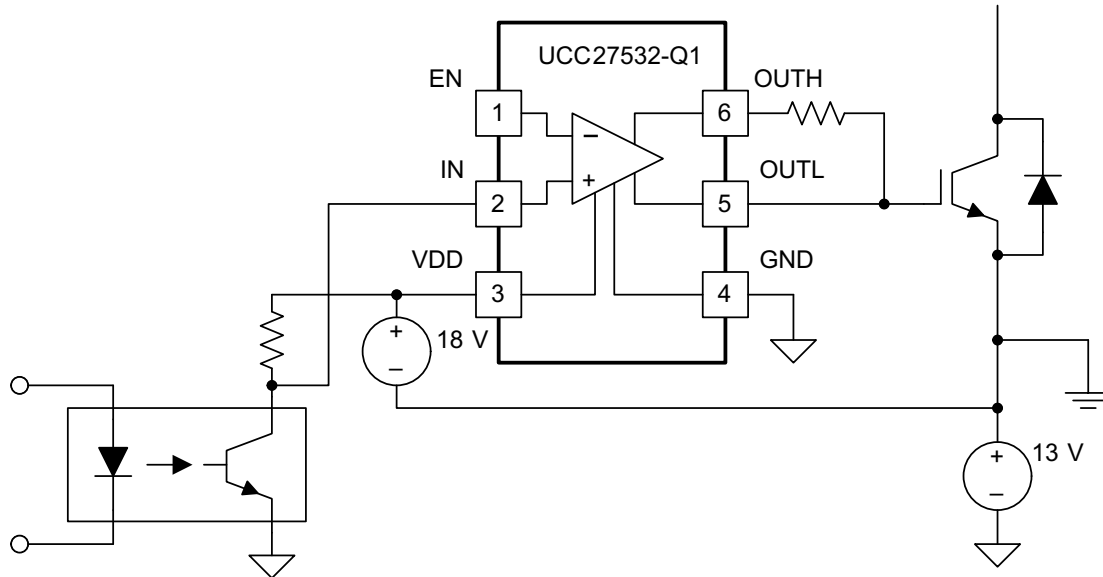 UCC27532-Q1
EN
OUTH
1
6
IN
OUTL
2
5
VDD
GND
3
4
+
18 V
−
−
+
+
13 V
−